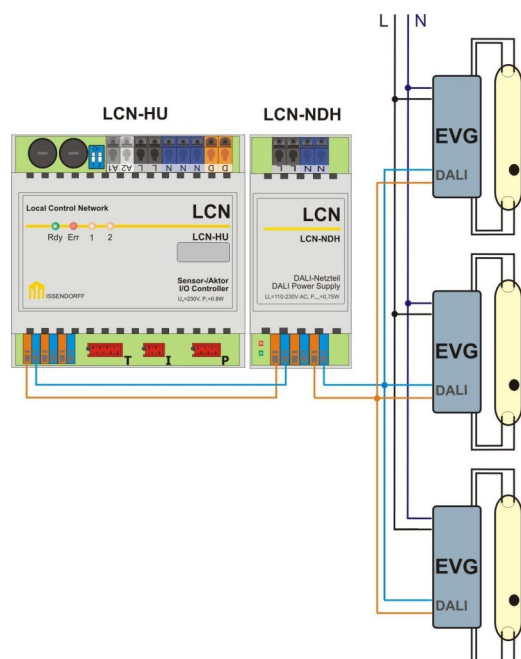 L N
LCN-HU
LCN-NDH
A1 A2 L L N N N D D
L L N N
Local Control Network
LCN
Rdy Err 1 2
LCN-HU
Sensor-/Aktor
I/O Controller
ISSENDORFF
T I P
LCN
LCN-NDH
DALI-Netzteil
DALI Power Supply
EVG
DALI
EVG
DALI
EVG
DALI